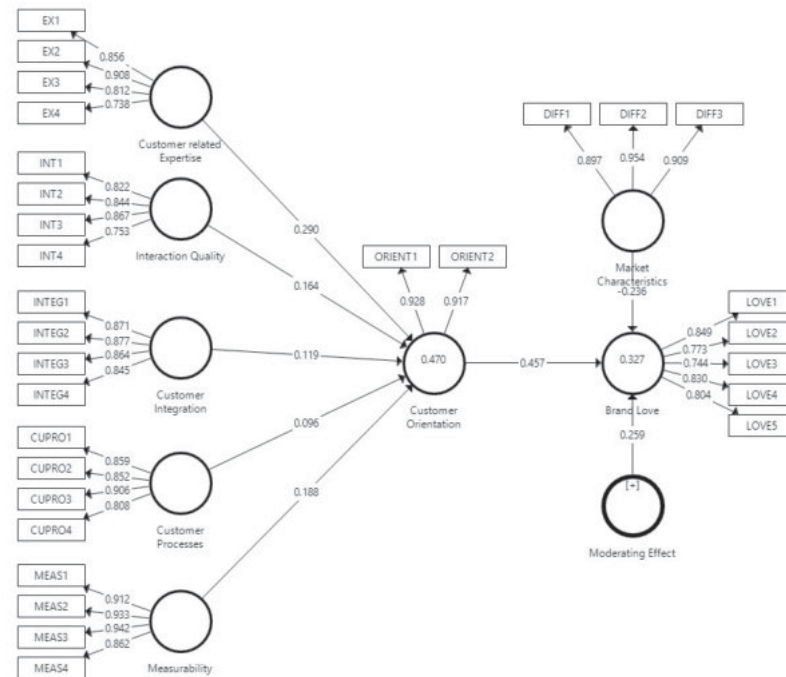 EX1
0.856
EX2
0.908
EX3
0.812
EX4
0.738
Customer related
Expertise
INT1
0.822
INT2
0.844
INT3
0.867
INT4
0.753
Interaction Quality
INTEG1
0.871
INTEG2
0.877
INTEG3
0.864
INTEG4
0.845
Customer
Integration
CUPRO1
0.859
CUPRO2
0.852
CUPRO3
0.906
CUPRO4
0.808
Customer
Processes
MEAS1
0.912
MEAS2
0.933
MEAS3
0.942
MEAS4
0.862
Measurability
0.290
0.164
0.119
0.096
0.188
ORIENT1
ORIENT2
0.928
0.917
0.470
Customer
Orientation
0.457
DIFF1
DIFF2
DIFF3
0.897
0.954
0.909
Market
Characteristics
-0.236
0.327
Brand Love
LOVE1
0.849
LOVE2
0.773
LOVE3
0.744
LOVE4
0.830
LOVE5
0.804
0.259
[+]
Moderating Effect